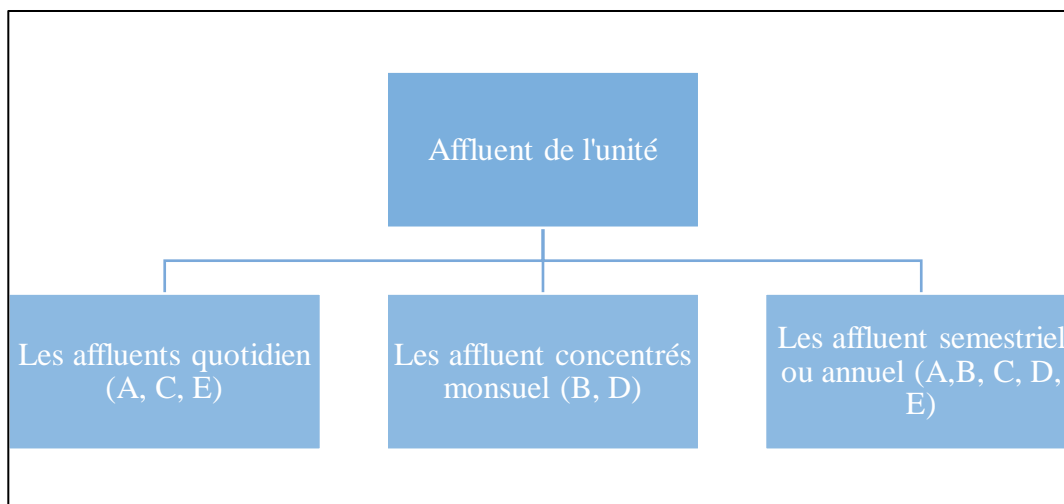 Affluent de l'unité
Les affluents quotidien
(A, C, E)
Les affluent concentrés
monsuel (B, D)
Les affluent semestriel
ou annuel (A,B, C, D,
E)